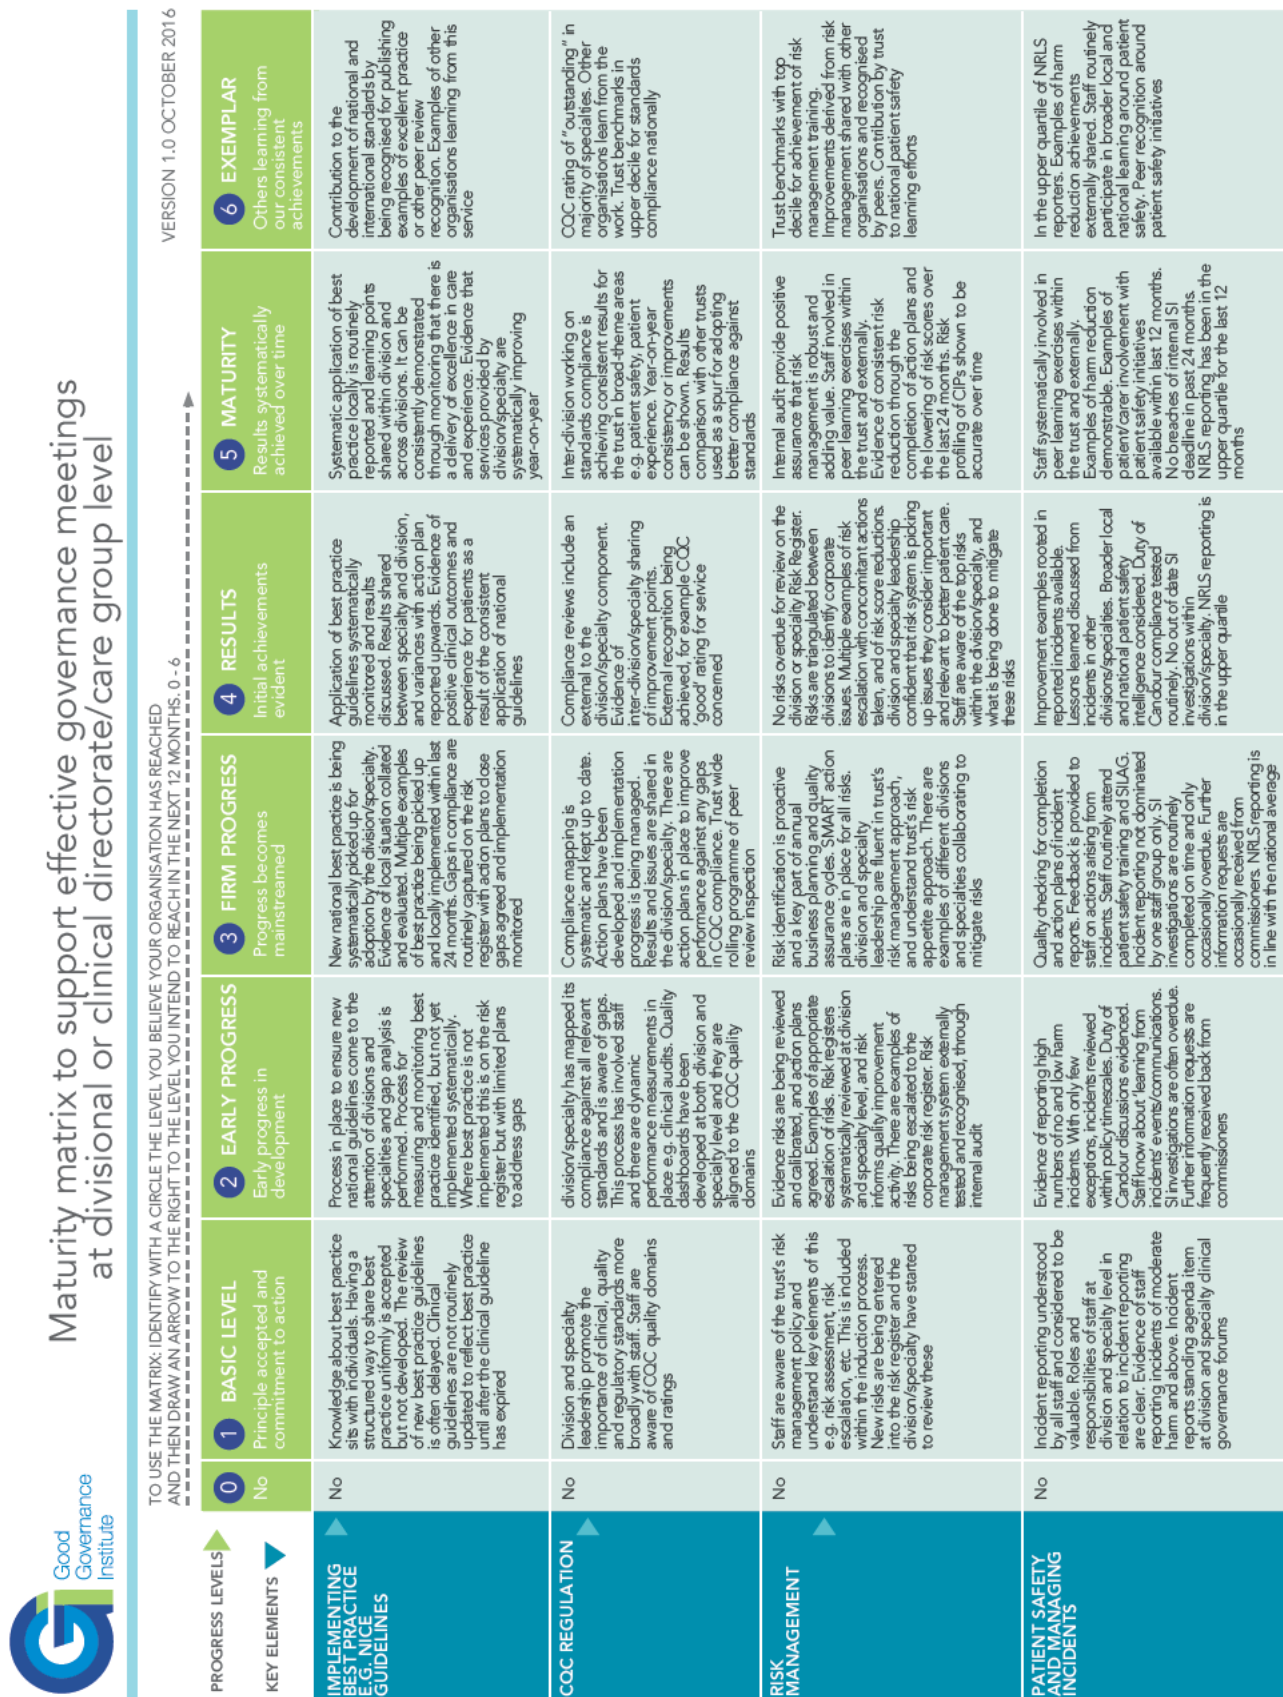 Good
Governance
Institute
Maturity matrix to support effective governance meetings
at divisional or clinical directorate/care group level
TO USE THE MATRIX: IDENTIFY WITH A CIRCLE THE LEVEL YOU BELIEVE YOUR ORGANISATION HAS REACHED
AND THEN DRAW AN ARROW TO THE RIGHT TO THE LEVEL YOU INTEND TO REACH IN THE NEXT 12 MONTHS. 0 - 6
VERSION 1.0 OCTOBER 2016
PROGRESS LEVELS
KEY ELEMENTS
0
No
1 BASIC LEVEL
Principle accepted and
commitment to action
2 EARLY PROGRESS
Early progress in
development
3 FIRM PROGRESS
Progress becomes
mainstreamed
4 RESULTS
Initial achievements
evident
5 MATURITY
Results systematically
achieved over time
6 EXEMPLAR
Others learning from
our consistent
achievements
IMPLEMENTING
BEST PRACTICE
E.G. NICE
GUIDELINES
No
Knowledge about best practice
sits with individuals. Having a
structured way to share best
practice uniformly is accepted
but not developed. The review
of new best practice guidelines
is often delayed. Clinical
guidelines are not routinely
updated to reflect best practice
until after the clinical guideline
has expired
Process in place to ensure new
national guidelines come to the
attention of divisions and
specialties and gap analysis is
performed. Process for
measuring and monitoring best
practice identified, but not yet
implemented systematically.
Where best practice is not
implemented this is on the risk
register but with limited plans
to address gaps
New national best practice is being
systematically picked up for
adoption by the division/specialty.
Evidence of local situation collated
and evaluated. Multiple examples
of best practice being picked up
and locally implemented within last
24 months. Gaps in compliance are
routinely captured on the risk
register with action plans to close
gaps agreed and implementation
monitored
Application of best practice
guidelines systematically
monitored and results
discussed. Results shared
between specialty and division,
and variances with action plan
reported upwards. Evidence of
positive clinical outcomes and
experience for patients as a
result of the consistent
application of national
guidelines
Systematic application of best
practice locally is routinely
reported and learning points
shared within division and
across divisions. It can be
consistently demonstrated
through monitoring that there is
a delivery of excellence in care
and experience. Evidence that
services provided by
division/specialty are
systematically improving
year-on-year
Contribution to the
development of national and
international standards by
being recognised for publishing
examples of excellent practice
or other peer review
recognition. Examples of other
organisations learning from this
service
CQC REGULATION
No
Division and specialty
leadership promote the
importance of clinical, quality
and regulatory standards more
broadly with staff. Staff are
aware of CQC quality domains
and ratings
division/specialty has mapped its
compliance against all relevant
standards and is aware of gaps.
This process has involved staff
and there are dynamic
performance measurements in
place e.g. clinical audits. Quality
dashboards have been
developed at both division and
specialty level and they are
aligned to the CQC quality
domains
Compliance mapping is
systematic and kept up to date.
Action plans have been
developed and implementation
progress is being managed.
Results and issues are shared in
the division/specialty. There are
action plans in place to improve
performance against any gaps
in CQC compliance. Trust wide
rolling programme of peer
review inspection
Compliance reviews include an
external to the
division/specialty component.
Evidence of
inter-division/specialty sharing
of improvement points.
External recognition being
achieved, for example CQC
'good' rating for service
concerned
Inter-division working on
standards compliance is
achieving consistent results for
the trust in broad-theme areas
e.g. patient safety, patient
experience. Year-on-year
consistency or improvements
can be shown. Results
comparison with other trusts
used as a spur for adopting
better compliance against
standards
CQC rating of "outstanding" in
majority of specialties. Other
organisations learn from the
work. Trust benchmarks in
upper decile for standards
compliance nationally
RISK
MANAGEMENT
No
Staff are aware of the trust's risk
management policy and
understand key elements of this
e.g. risk assessment, risk
escalation, etc. This is included
within the induction process.
New risks are being entered
into the risk register and the
division/specialty have started
to review these
Evidence risks are being reviewed
and calibrated, and action plans
agreed. Examples of appropriate
escalation of risks. Risk registers
systematically reviewed at division
and specialty level, and risk
informs quality improvement
activity. There are examples of
risks being escalated to the
corporate risk register. Risk
management system externally
tested and recognised, through
internal audit
Risk identification is proactive
and a key part of annual
business planning and quality
assurance cycles. SMART action
plans are in place for all risks.
division and specialty
leadership are fluent in trust's
risk management approach,
and understand trust's risk
appetite approach. There are
examples of different divisions
and specialties collaborating to
mitigate risks
No risks overdue for review on the
division or speciality Risk Register.
Risks are triangulated between
divisions to identify corporate
issues. Multiple examples of risk
escalation with concomitant actions
taken, and of risk score reductions.
division and specialty leadership
confident that risk system is picking
up issues they consider important
and relevant to better patient care.
Staff are aware of the top risks
within the division/specialty, and
what is being done to mitigate
these risks
Internal audit provide positive
assurance that risk
management is robust and
adding value. Staff involved in
peer learning exercises within
the trust and externally.
Evidence of consistent risk
reduction through the
completion of action plans and
the lowering of risk scores over
the last 24 months. Risk
profiling of CIPs shown to be
accurate over time
Trust benchmarks with top
decile for achievement of risk
management training.
Improvements derived from risk
management shared with other
organisations and recognised
by peers. Contribution by trust
to national patient safety
learning efforts
PATIENT SAFETY
AND MANAGING
INCIDENTS
No
Incident reporting understood
by all staff and considered to be
valuable. Roles and
responsibilities of staff at
division and specialty level in
relation to incident reporting
are clear. Evidence of staff
reporting incidents of moderate
harm and above. Incident
reports standing agenda item
at division and specialty clinical
governance forums
Evidence of reporting high
numbers of no and low harm
incidents. With only few
exceptions, incidents reviewed
within policy timescales. Duty of
Candour discussions evidenced.
Staff know about 'learning from
incidents' events/communications.
SI investigations are often overdue.
Further information requests are
frequently received back from
commissioners
Quality checking for completion
and action plans of incident
reports. Feedback is provided to
staff on actions arising from
incidents. Staff routinely attend
patient safety training and SILAG.
Incident reporting not dominated
by one staff group only. SI
investigations are routinely
completed on time and only
occasionally overdue. Further
information requests are
occasionally received from
commissioners. NRLS reporting is
in line with the national average
Improvement examples rooted in
reported incidents available.
Lessons learned discussed from
incidents in other
divisions/specialties. Broader local
and national patient safety
intelligence considered. Duty of
Candour compliance tested
routinely. No out of date SI
investigations within
division/specialty. NRLS reporting is
in the upper quartile
Staff systematically involved in
peer learning exercises within
the trust and externally.
Examples of harm reduction
demonstrable. Examples of
patient/carer involvement with
patient safety initiatives
available within last 12 months.
No breaches of internal SI
deadline in past 24 months.
NRLS reporting has been in the
upper quartile for the last 12
months
In the upper quartile of NRLS
reporters. Examples of harm
reduction achievements
externally shared. Staff routinely
participate in broader local and
national learning around patient
safety. Peer recognition around
patient safety initiatives